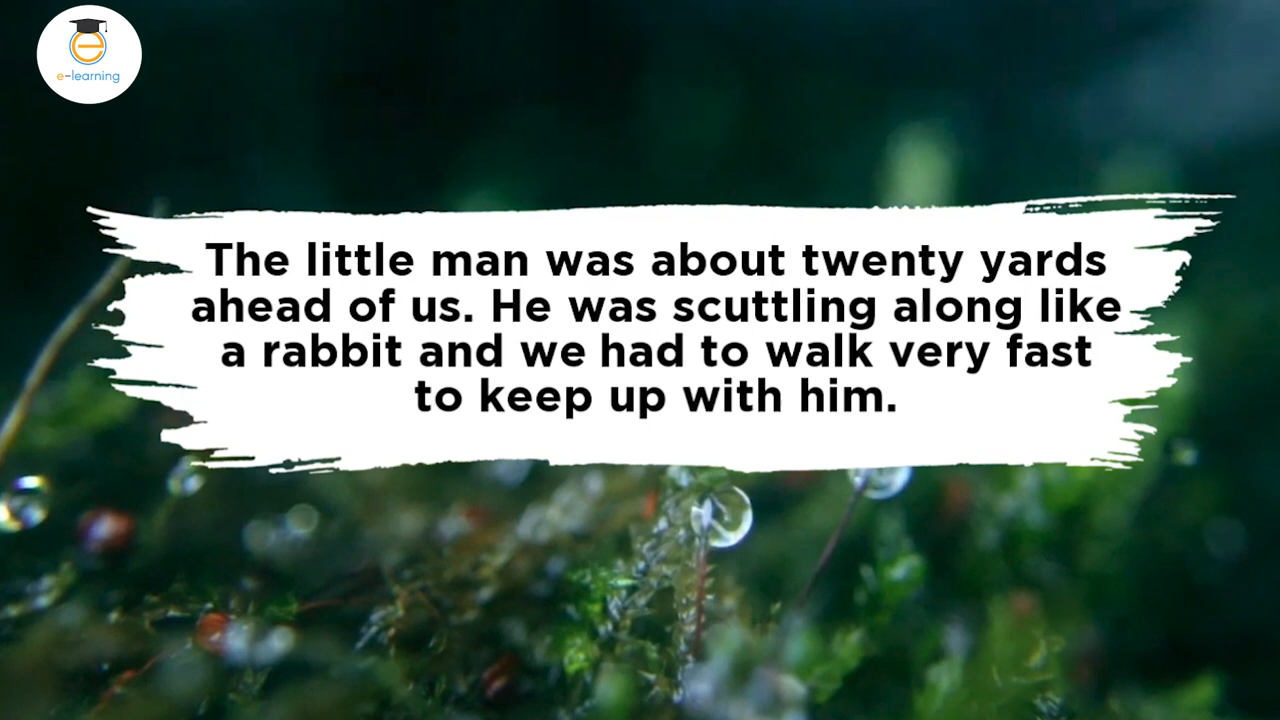 e-learning
The little man was about twenty yards
ahead of us. He was scuttling along like
a rabbit and we had to walk very fast
to keep up with him.